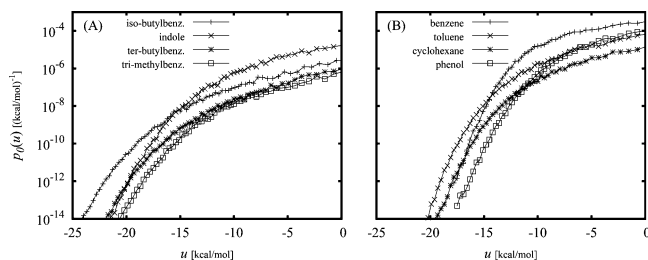 (A)
iso-butylbenz.
indole
ter-butylbenz.
tri-methylbenz.
(B)
benzene
toluene
cyclohexane
phenol
p₀(u) [(kcal/mol)⁻¹]
10⁻⁴
10⁻⁶
10⁻⁸
10⁻¹⁰
10⁻¹²
10⁻¹⁴
-25 -20 -15 -10 -5 0
u [kcal/mol]
-25 -20 -15 -10 -5 0
u [kcal/mol]